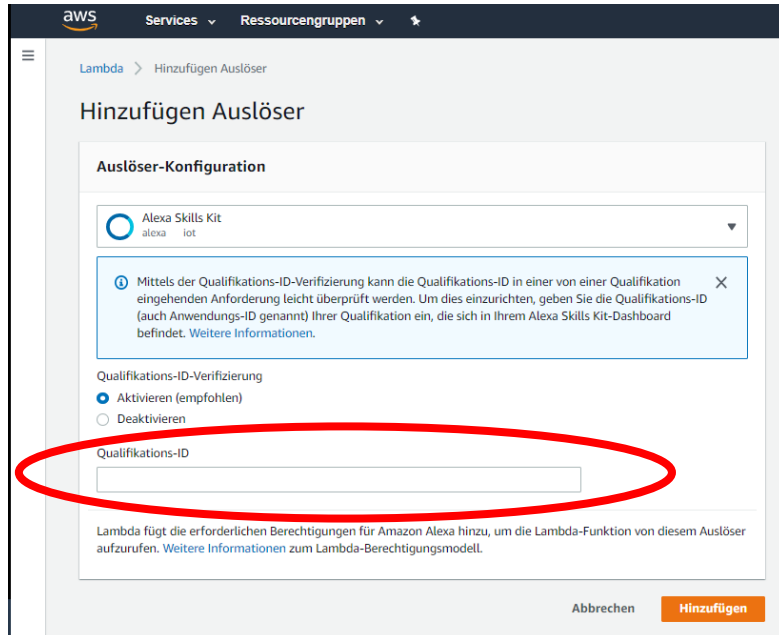 aws Services Ressourcengruppen
Lambda > Hinzufügen Auslöser
Hinzufügen Auslöser
Auslöser-Konfiguration
Alexa Skills Kit
alexa iot
Mittels der Qualifikations-ID-Verifizierung kann die Qualifikations-ID in einer von einer Qualifikation
eingehenden Anforderung leicht überprüft werden. Um dies einzurichten, geben Sie die Qualifikations-ID
(auch Anwendungs-ID genannt) Ihrer Qualifikation ein, die sich in Ihrem Alexa Skills Kit-Dashboard
befindet. Weitere Informationen.
Qualifikations-ID-Verifizierung
Aktivieren (empfohlen)
Deaktivieren
Qualifikations-ID
Lambda fügt die erforderlichen Berechtigungen für Amazon Alexa hinzu, um die Lambda-Funktion von diesem Auslöser
aufzurufen. Weitere Informationen zum Lambda-Berechtigungsmodell.
Abbrechen Hinzufügen